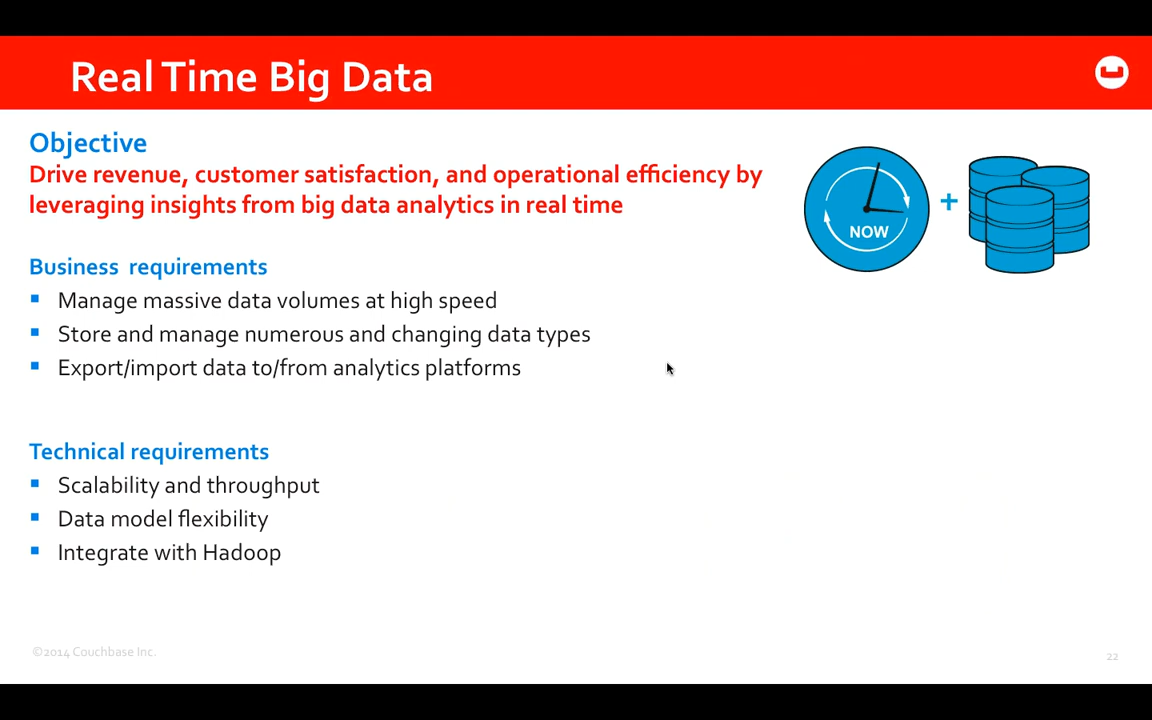 Real Time Big Data
Objective
Drive revenue, customer satisfaction, and operational efficiency by
leveraging insights from big data analytics in real time
NOW
+
Business  requirements
▪ Manage massive data volumes at high speed
▪ Store and manage numerous and changing data types
▪ Export/import data to/from analytics platforms
Technical requirements
▪ Scalability and throughput
▪ Data model flexibility
▪ Integrate with Hadoop
©2014 Couchbase Inc.
22